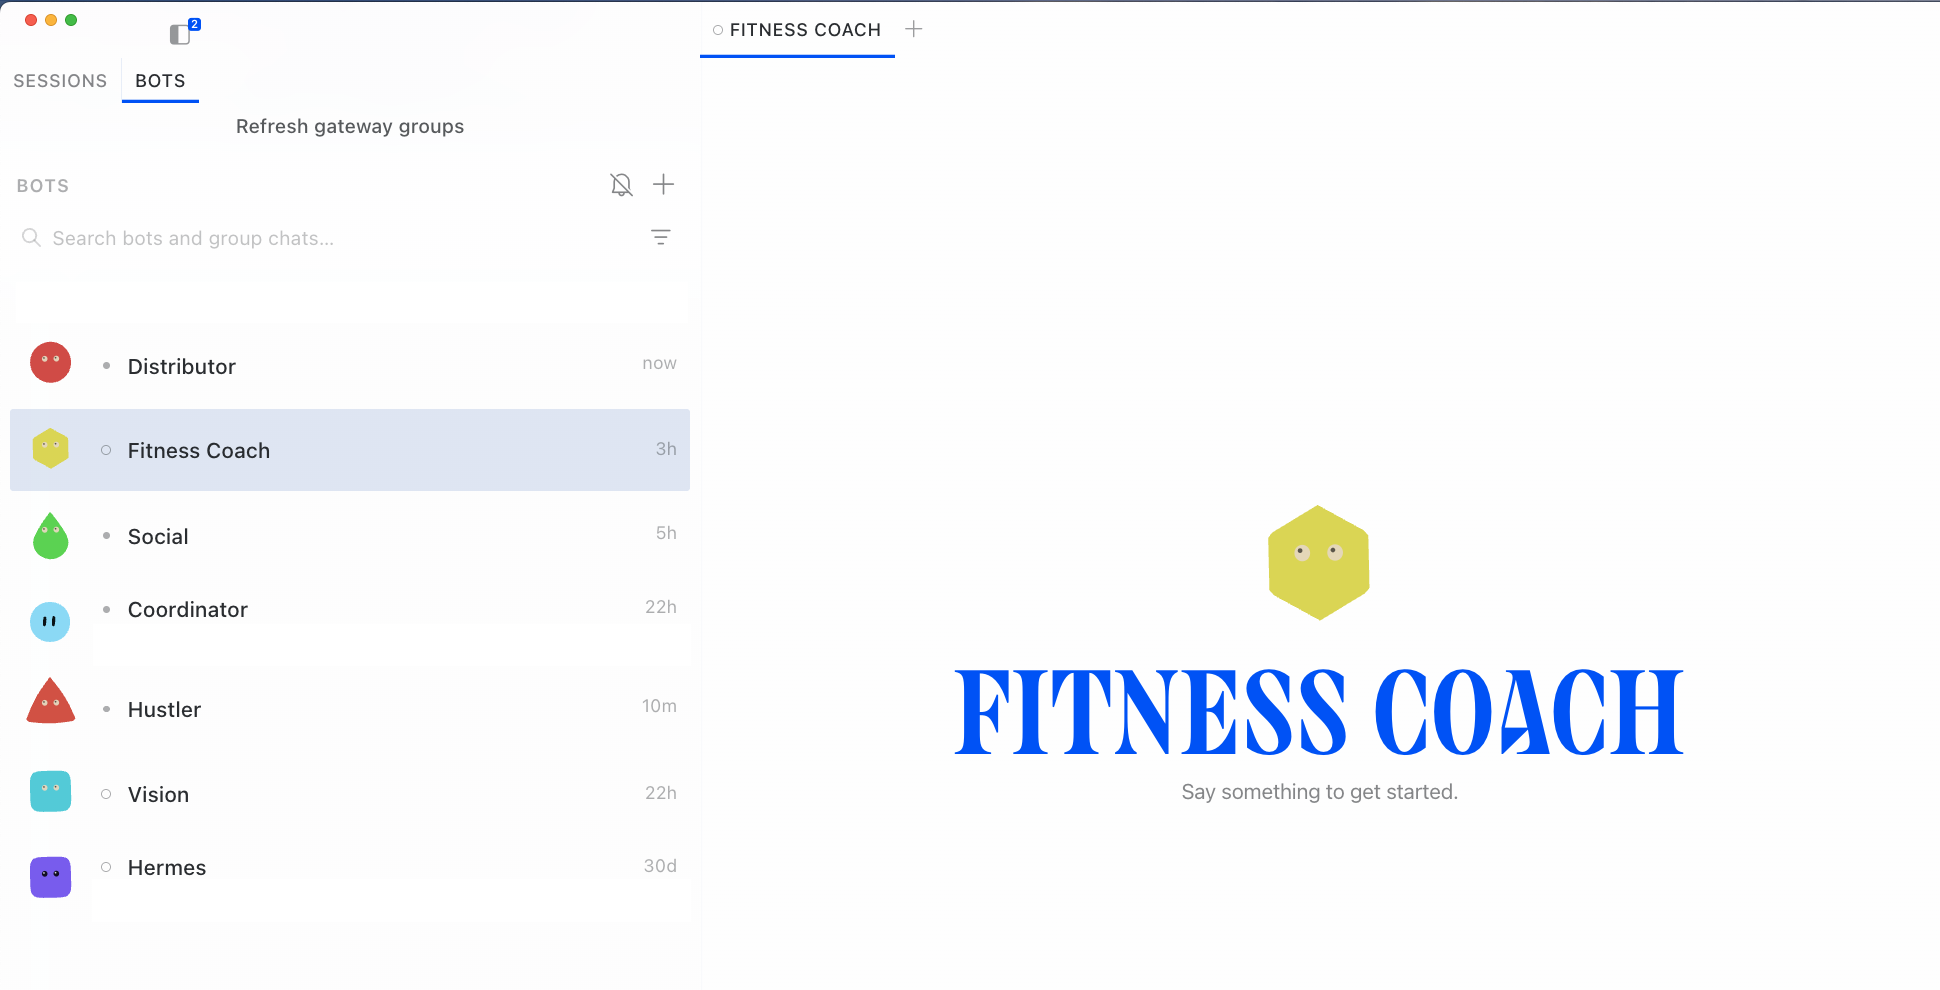 2
SESSIONS
BOTS
Refresh gateway groups
BOTS
Search bots and group chats...
Distributor
now
Fitness Coach
3h
Social
5h
Coordinator
22h
Hustler
10m
Vision
22h
Hermes
30d
FITNESS COACH
FITNESS COACH
Say something to get started.